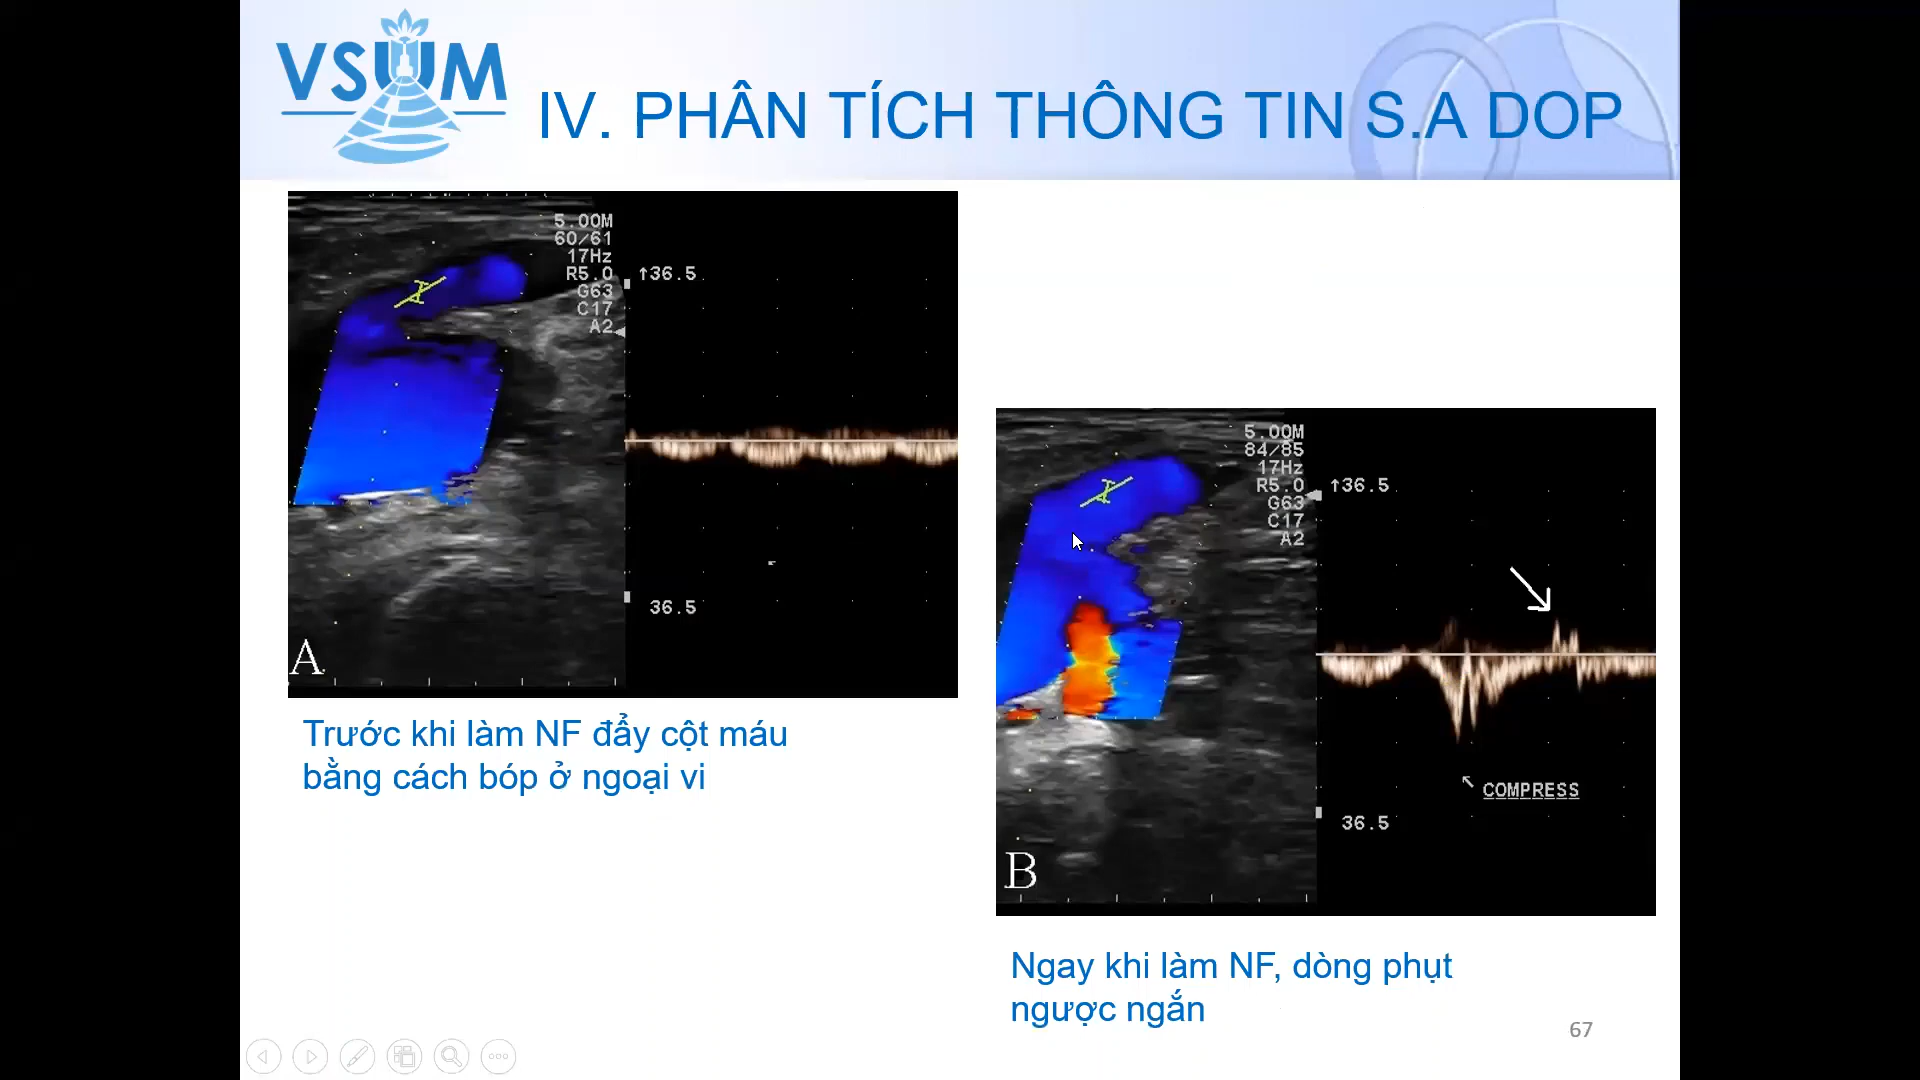 VSUM
IV. PHÂN TÍCH THÔNG TIN S.A DOP
5.00M
60/61
17Hz
R5.0
G63
C17
A2
↑36.5
36.5
A
Trước khi làm NF đẩy cột máu
bằng cách bóp ở ngoại vi
5.00M
84/85
17Hz
R5.0
G63
C17
A2
↑36.5
COMPRESS
36.5
B
Ngay khi làm NF, dòng phụt
ngược ngắn
67